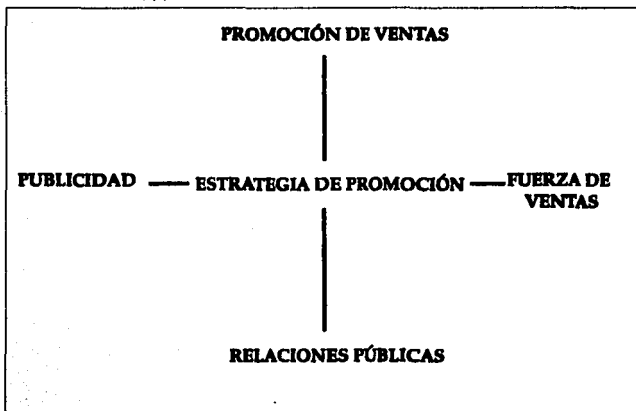 PROMOCIÓN DE VENTAS
PUBLICIDAD ESTRATEGIA DE PROMOCIÓN FUERZA DE
VENTAS
RELACIONES PÚBLICAS